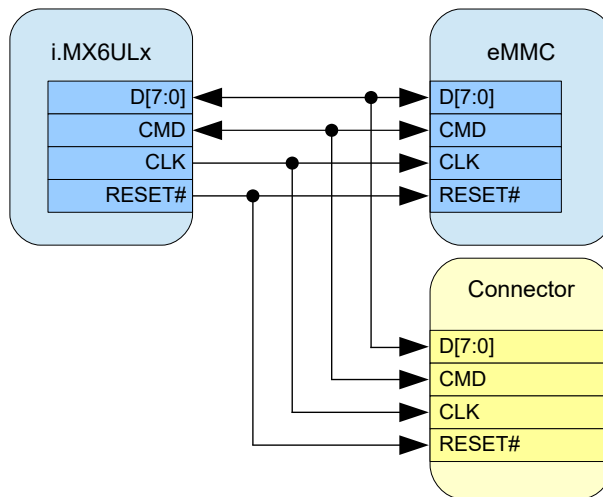 i.MX6ULx
D[7:0]
CMD
CLK
RESET#
eMMC
D[7:0]
CMD
CLK
RESET#
Connector
D[7:0]
CMD
CLK
RESET#